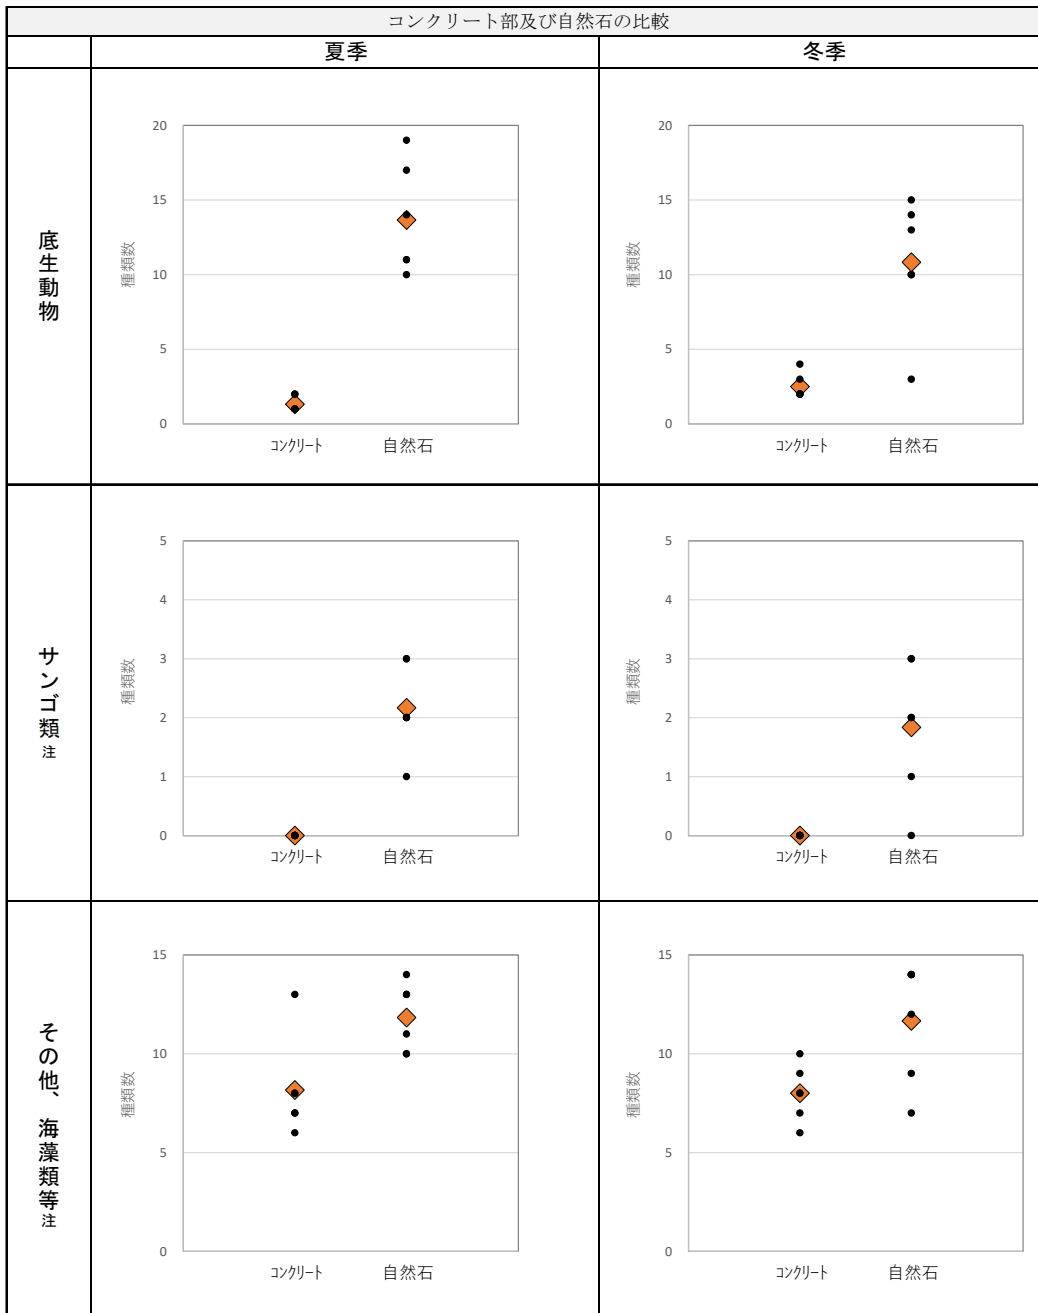 コンクリート部及び自然石の比較
夏季
冬季
底生動物
20
15
10
5
0
種類数
コンクリート
自然石
20
15
10
5
0
種類数
コンクリート
自然石
サンゴ類注
5
4
3
2
1
0
種類数
コンクリート
自然石
5
4
3
2
1
0
種類数
コンクリート
自然石
その他、海藻類等注
15
10
5
0
種類数
コンクリート
自然石
15
10
5
0
種類数
コンクリート
自然石